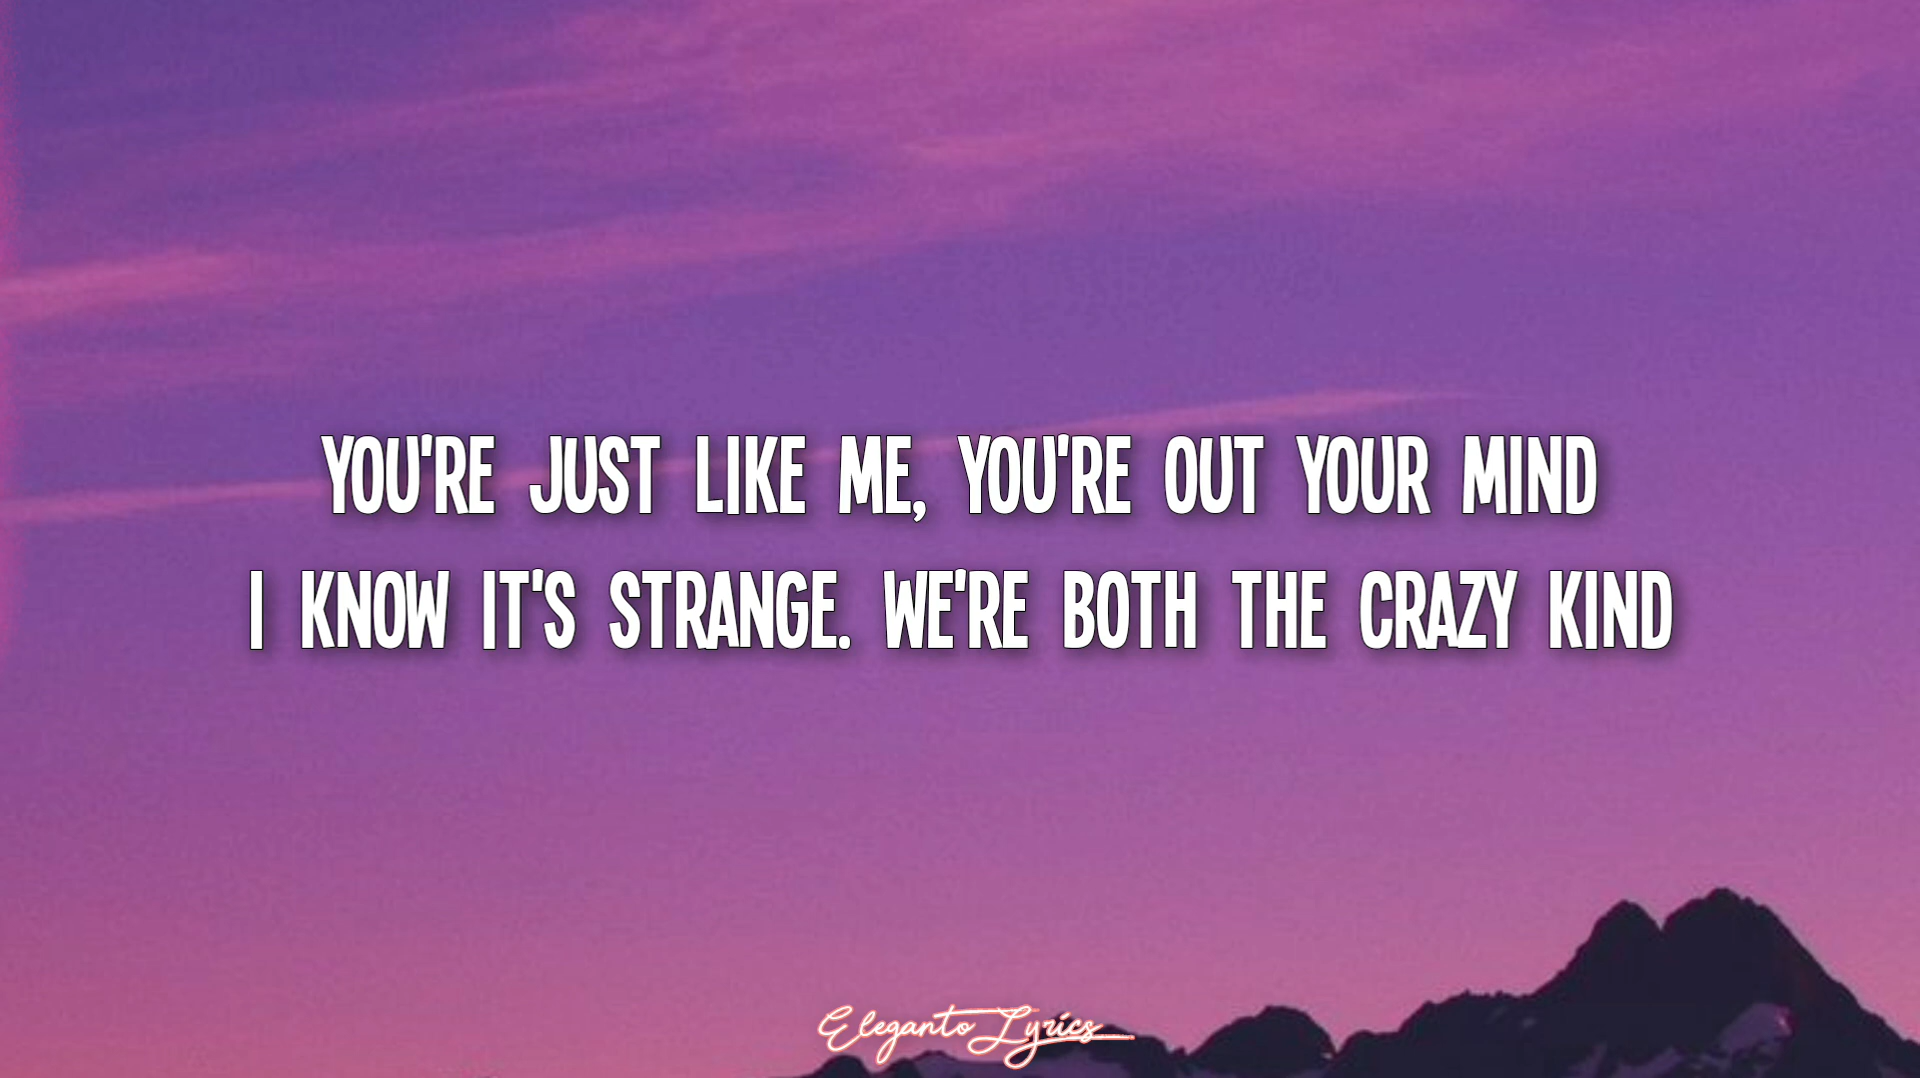 YOU'RE JUST LIKE ME, YOU'RE OUT YOUR MIND
I KNOW IT'S STRANGE. WE'RE BOTH THE CRAZY KIND
Eleganto Lyrics